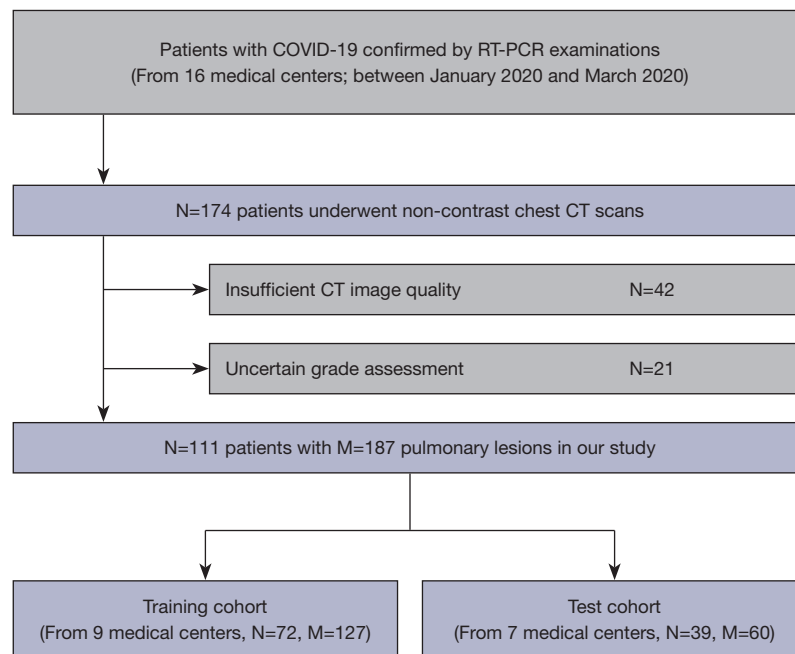 Patients with COVID-19 confirmed by RT-PCR examinations
(From 16 medical centers; between January 2020 and March 2020)
N=174 patients underwent non-contrast chest CT scans
Insufficient CT image quality N=42
Uncertain grade assessment N=21
N=111 patients with M=187 pulmonary lesions in our study
Training cohort
(From 9 medical centers, N=72, M=127)
Test cohort
(From 7 medical centers, N=39, M=60)